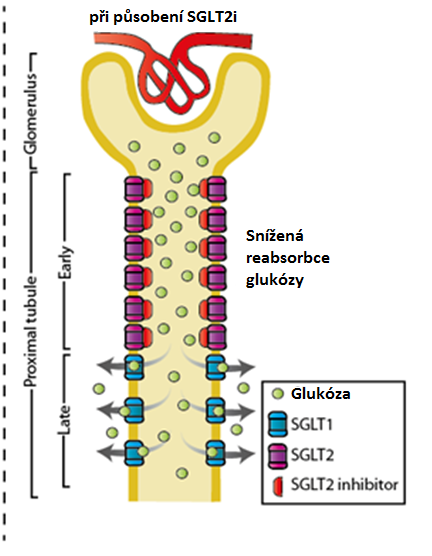 při působení SGLT2i
Glomerulus
Proximal tubule
Early
Late
Snížená
reabsorbce
glukózy
Glukóza
SGLT1
SGLT2
SGLT2 inhibitor